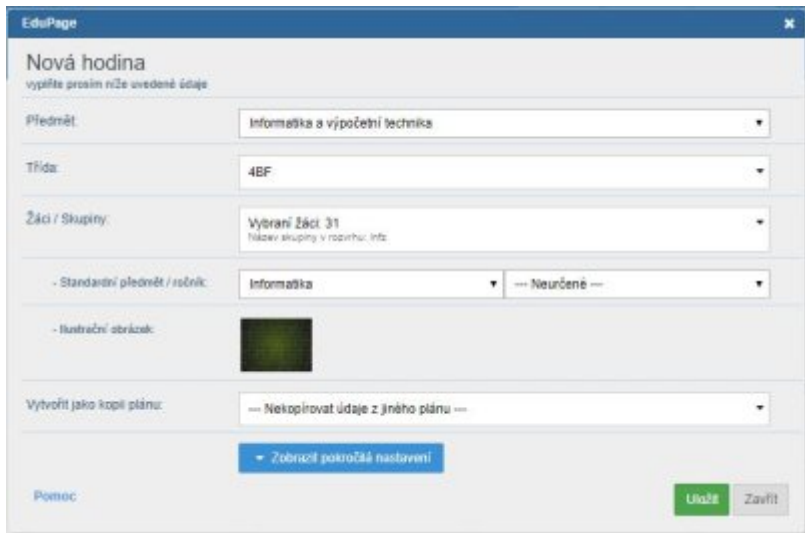 EduPage
Nová hodina
vyplňte prosím níže uvedené údaje
Předmět:
Informatika a výpočetní technika
Třída:
4BF
Žáci / Skupiny:
Vybraní žáci: 31
Název skupiny v rozvrhu: Info
- Standardní předmět / ročník:
Informatika
--- Neurčené ---
- Ilustrační obrázek:
Vytvořit jako kopii plánu:
--- Nekopírovat údaje z jiného plánu ---
Zobrazit pokročilá nastavení
Pomoc
Uložit
Zavřít